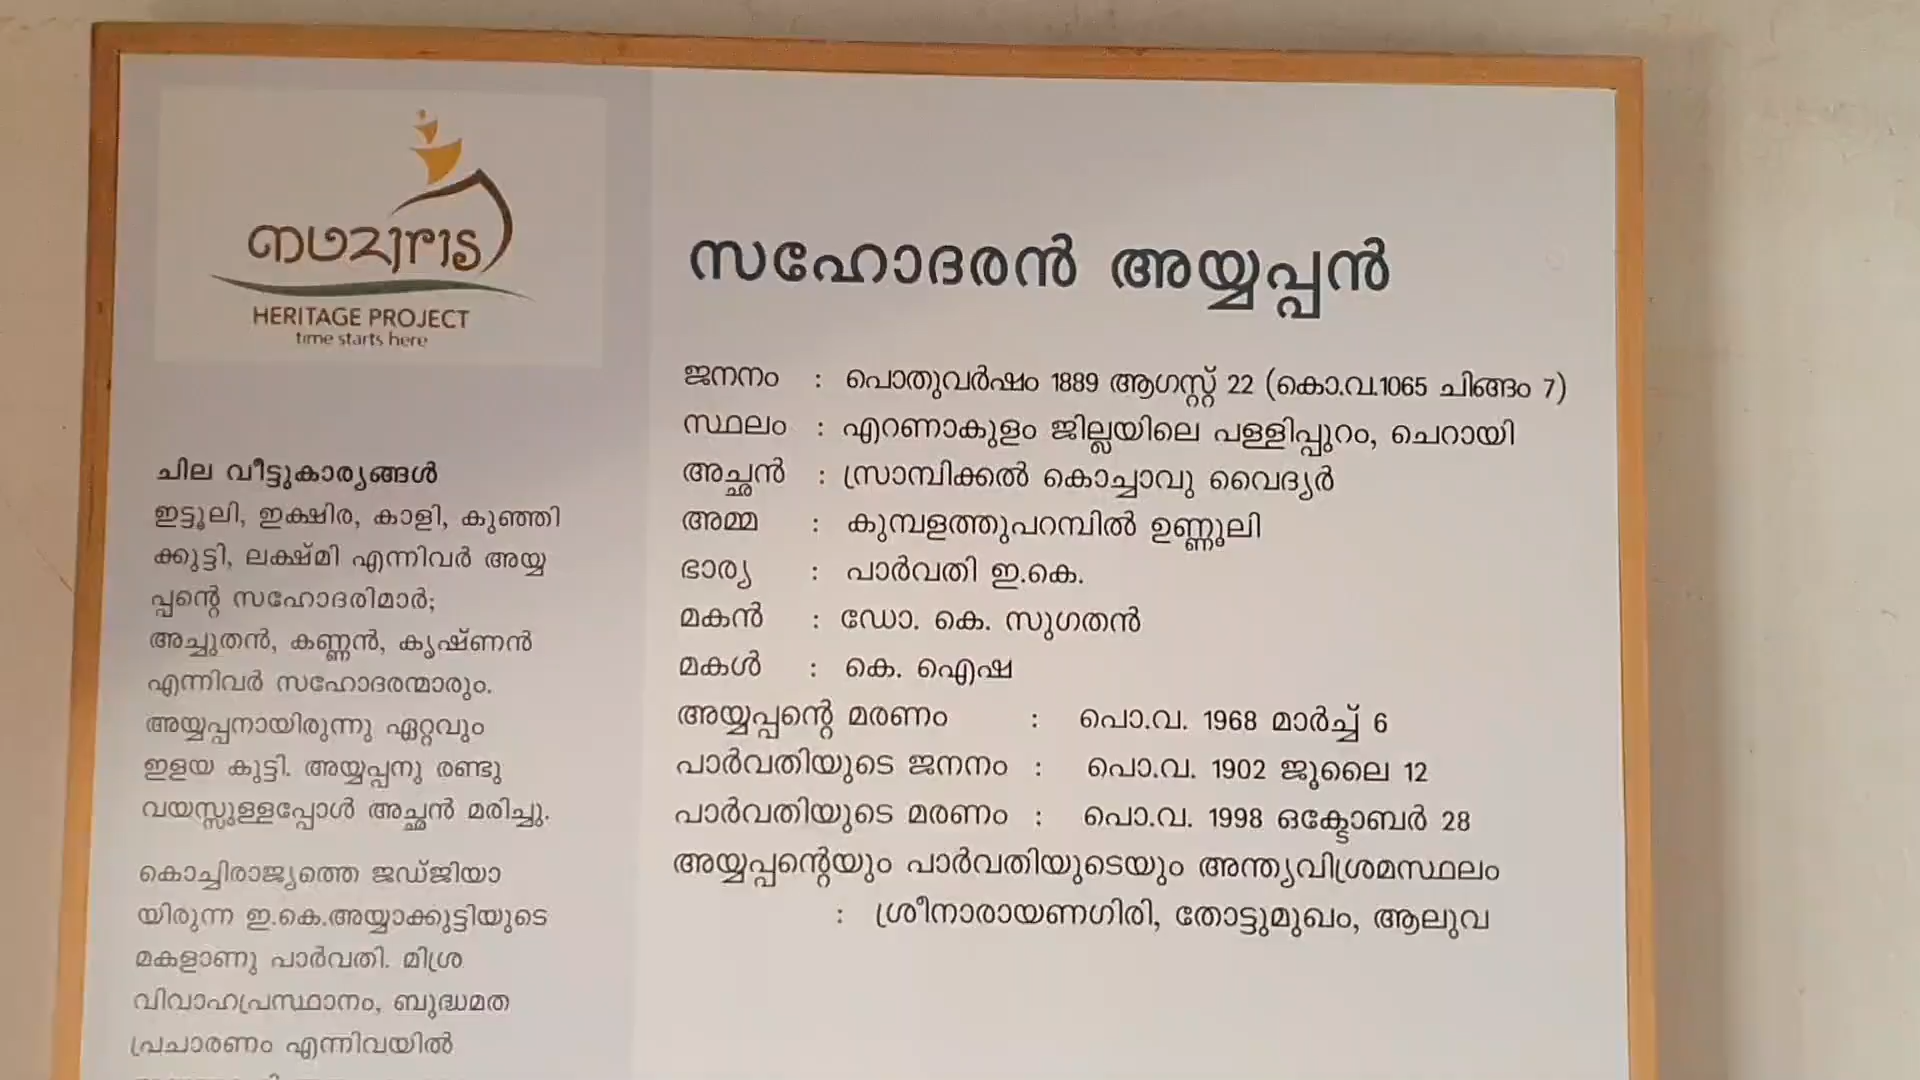 മുസിരിസ്
HERITAGE PROJECT
time starts here
ചില വീട്ടുകാര്യങ്ങൾ
ഇട്ടൂലി, ഇക്ഷിര, കാളി, കുഞ്ഞി
ക്കുട്ടി, ലക്ഷ്മി എന്നിവർ അയ്യ
പ്പന്റെ സഹോദരിമാർ;
അച്ചുതൻ, കണ്ണൻ, കൃഷ്ണൻ
എന്നിവർ സഹോദരന്മാരും.
അയ്യപ്പനായിരുന്നു ഏറ്റവും
ഇളയ കുട്ടി. അയ്യപ്പനു രണ്ടു
വയസ്സുള്ളപ്പോൾ അച്ഛൻ മരിച്ചു.
കൊച്ചിരാജ്യത്തെ ജഡ്ജിയാ
യിരുന്ന ഇ.കെ.അയ്യാക്കുട്ടിയുടെ
മകളാണു പാർവതി. മിശ്ര
വിവാഹപ്രസ്ഥാനം, ബുദ്ധമത
പ്രചാരണം എന്നിവയിൽ
സഹോദരൻ അയ്യപ്പൻ
ജനനം : പൊതുവർഷം 1889 ആഗസ്റ്റ് 22 (കൊ.വ.1065 ചിങ്ങം 7)
സ്ഥലം : എറണാകുളം ജില്ലയിലെ പള്ളിപ്പുറം, ചെറായി
അച്ഛൻ : സ്രാമ്പിക്കൽ കൊച്ചാവു വൈദ്യർ
അമ്മ : കുമ്പളത്തുപറമ്പിൽ ഉണ്ണൂലി
ഭാര്യ : പാർവതി ഇ.കെ.
മകൻ : ഡോ. കെ. സുഗതൻ
മകൾ : കെ. ഐഷ
അയ്യപ്പന്റെ മരണം : പൊ.വ. 1968 മാർച്ച് 6
പാർവതിയുടെ ജനനം : പൊ.വ. 1902 ജൂലൈ 12
പാർവതിയുടെ മരണം : പൊ.വ. 1998 ഒക്ടോബർ 28
അയ്യപ്പന്റെയും പാർവതിയുടെയും അന്ത്യവിശ്രമസ്ഥലം
: ശ്രീനാരായണഗിരി, തോട്ടുമുഖം, ആലുവ